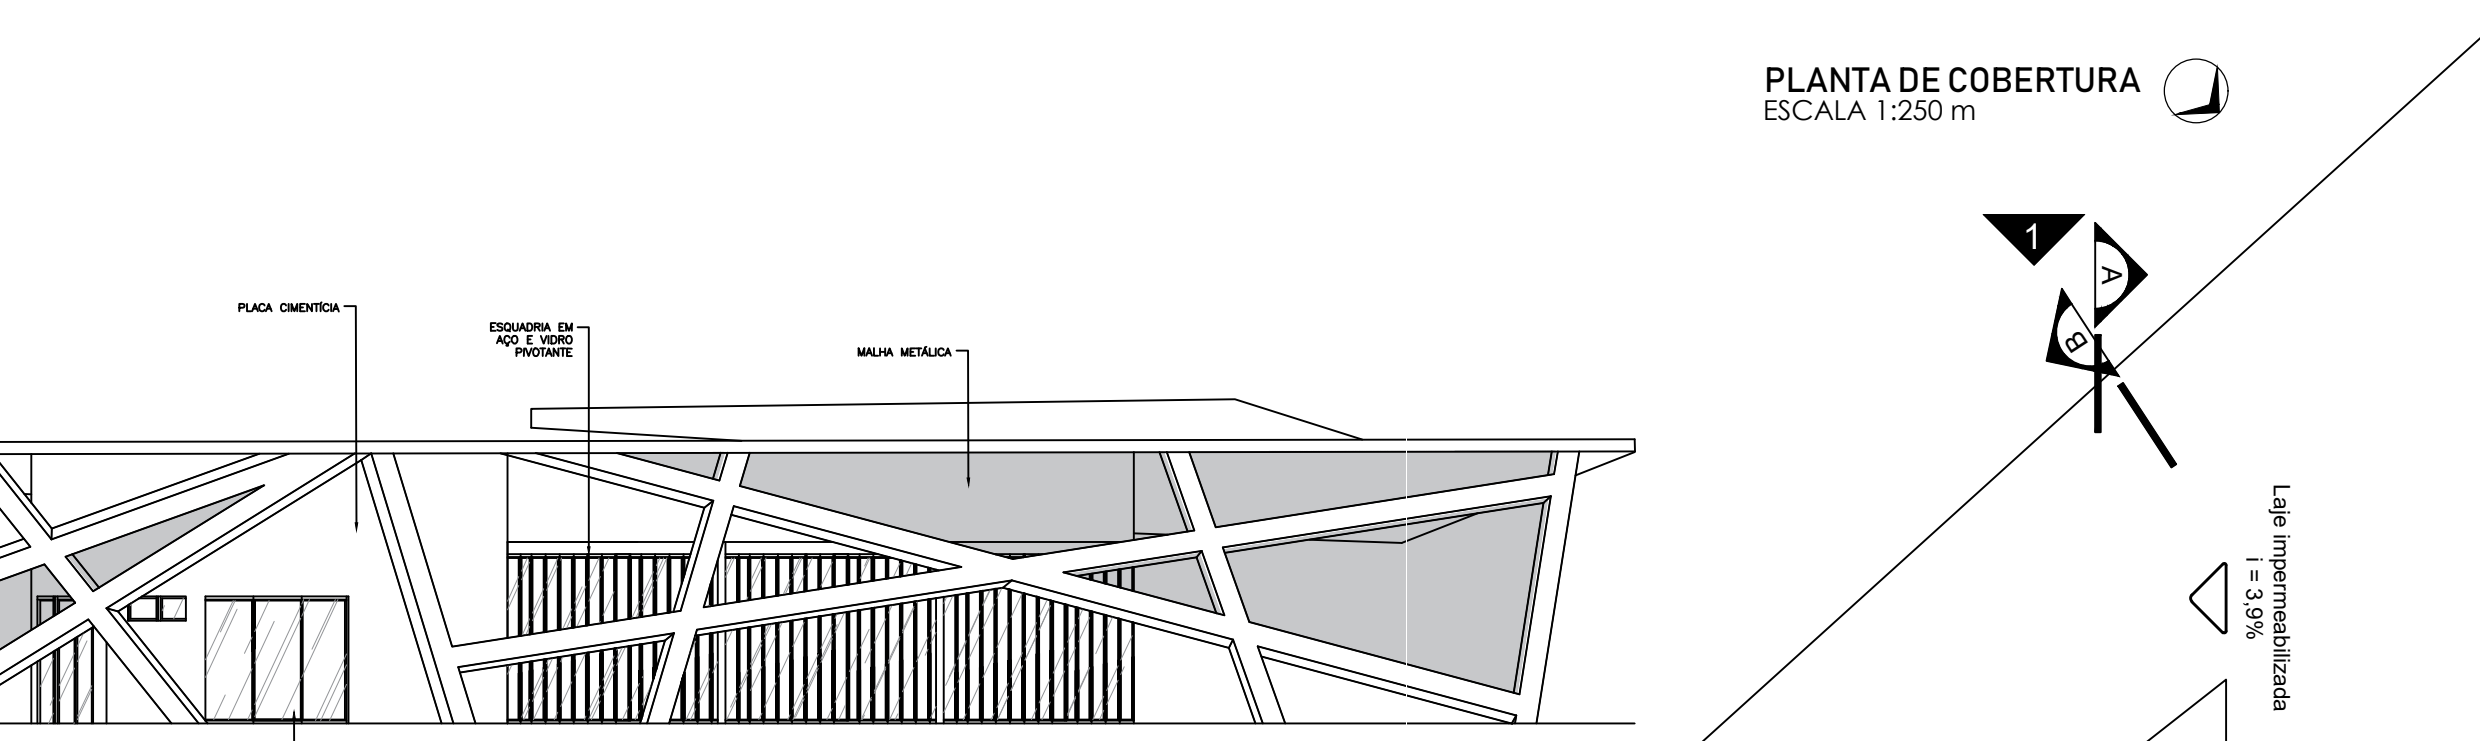 PLANTA DE COBERTURA
ESCALA 1:250 m
1
A
B
PLACA CIMENTÍCIA
ESQUADRIA EM
AÇO E VIDRO
PIVOTANTE
MALHA METÁLICA
Laje impermeabilizada
i = 3,9%